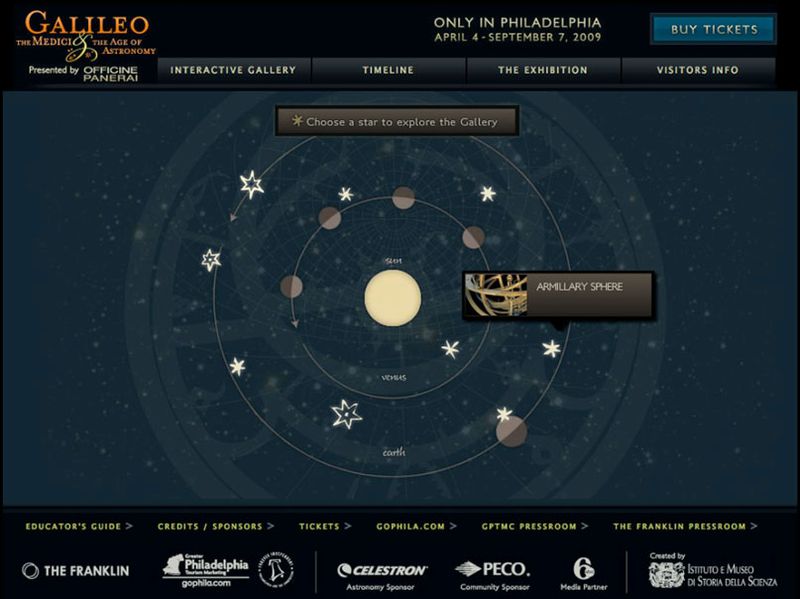 GALILEO
THE MEDICI & THE AGE OF
ASTRONOMY
Presented by OFFICINE
PANERAI
ONLY IN PHILADELPHIA
APRIL 4 - SEPTEMBER 7, 2009
BUY TICKETS
INTERACTIVE GALLERY
TIMELINE
THE EXHIBITION
VISITORS INFO
Choose a star to explore the Gallery
sun
ARMILLARY SPHERE
venus
earth
EDUCATOR'S GUIDE >
CREDITS / SPONSORS >
TICKETS >
GOPHILA.COM >
GPTMC PRESSROOM >
THE FRANKLIN PRESSROOM >
THE FRANKLIN
Greater
Philadelphia
Tourism Marketing
gophila.com
CELESTRON
Astronomy Sponsor
PECO.
Community Sponsor
6
Media Partner
Created by
ISTITUTO E MUSEO
DI STORIA DELLA SCIENZA